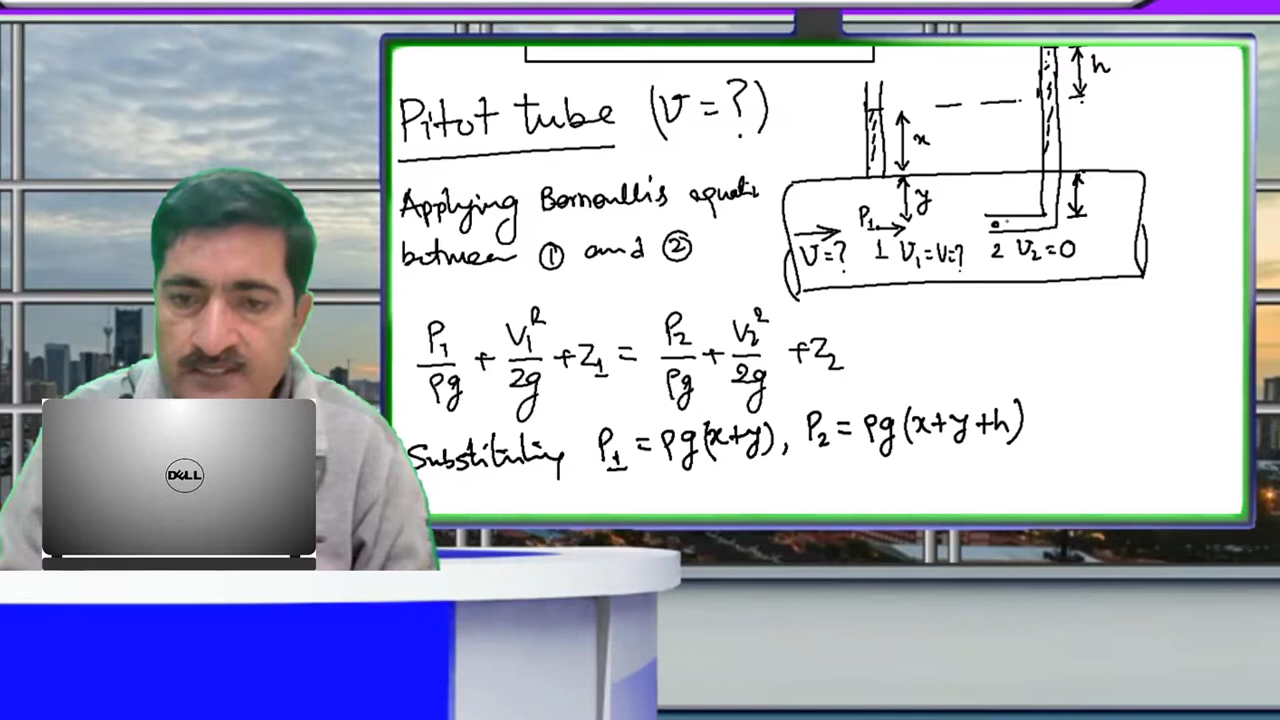 Pitot tube (V = ?)
Applying Bernoulli's equati
between ① and ②
P₁/ρg + V₁²/2g + Z₁ = P₂/ρg + V₂²/2g + Z₂
Substituting P₁ = ρg(x+y), P₂ = ρg(x+y+h)
h
x
y
P₁
V=? 1 V₁=V=? 2 V₂=0
DELL